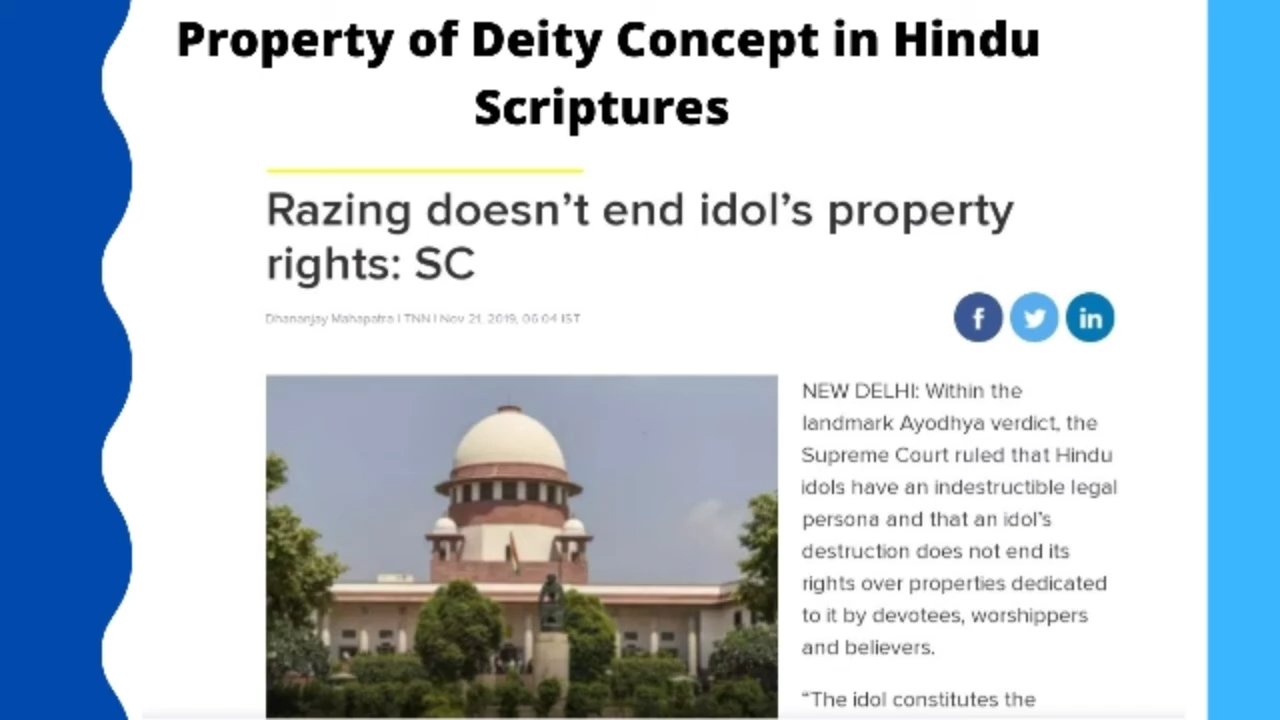 Property of Deity Concept in Hindu
Scriptures
Razing doesn't end idol's property
rights: SC
Dhananjay Mahapatra | TNN | Nov 21, 2019, 06:04 IST
f
in
NEW DELHI: Within the
landmark Ayodhya verdict, the
Supreme Court ruled that Hindu
idols have an indestructible legal
persona and that an idol's
destruction does not end its
rights over properties dedicated
to it by devotees, worshippers
and believers.
"The idol constitutes the